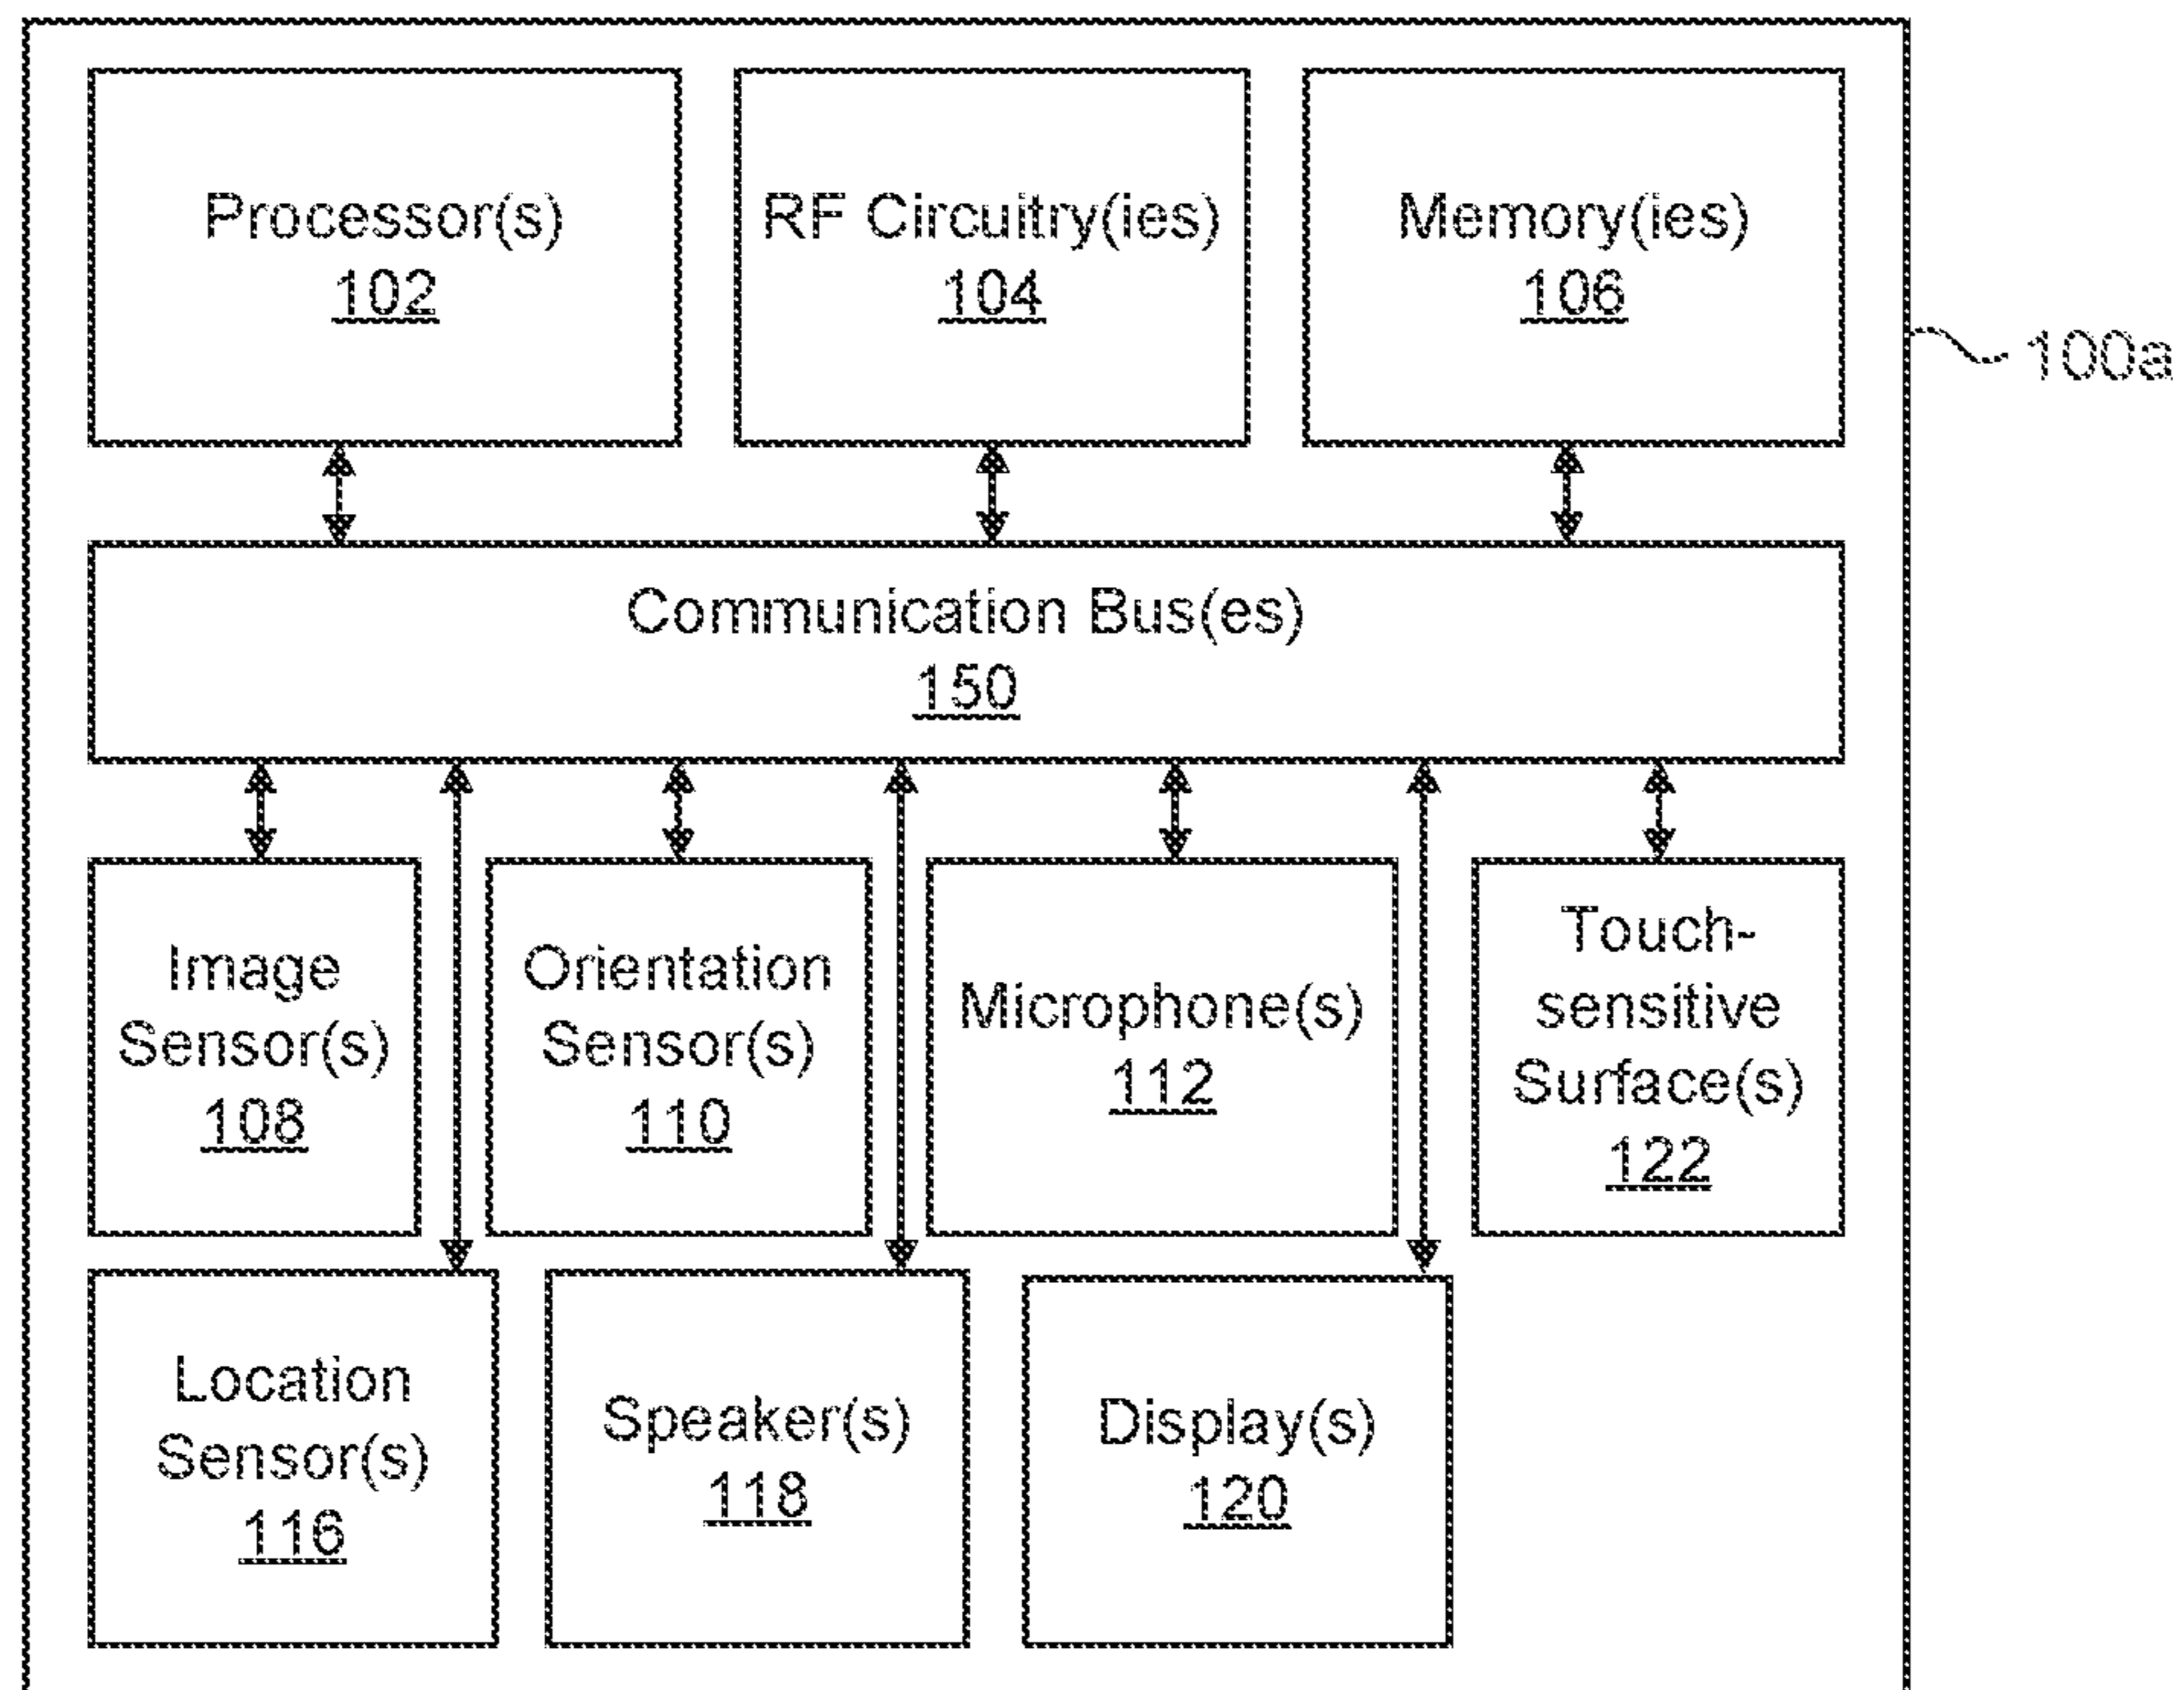 Processor(s)
102
RF Circuitry(ies)
104
Memory(ies)
106
100a
Communication Bus(es)
150
Image
Sensor(s)
108
Orientation
Sensor(s)
110
Microphone(s)
112
Touch-
sensitive
Surface(s)
122
Location
Sensor(s)
116
Speaker(s)
118
Display(s)
120